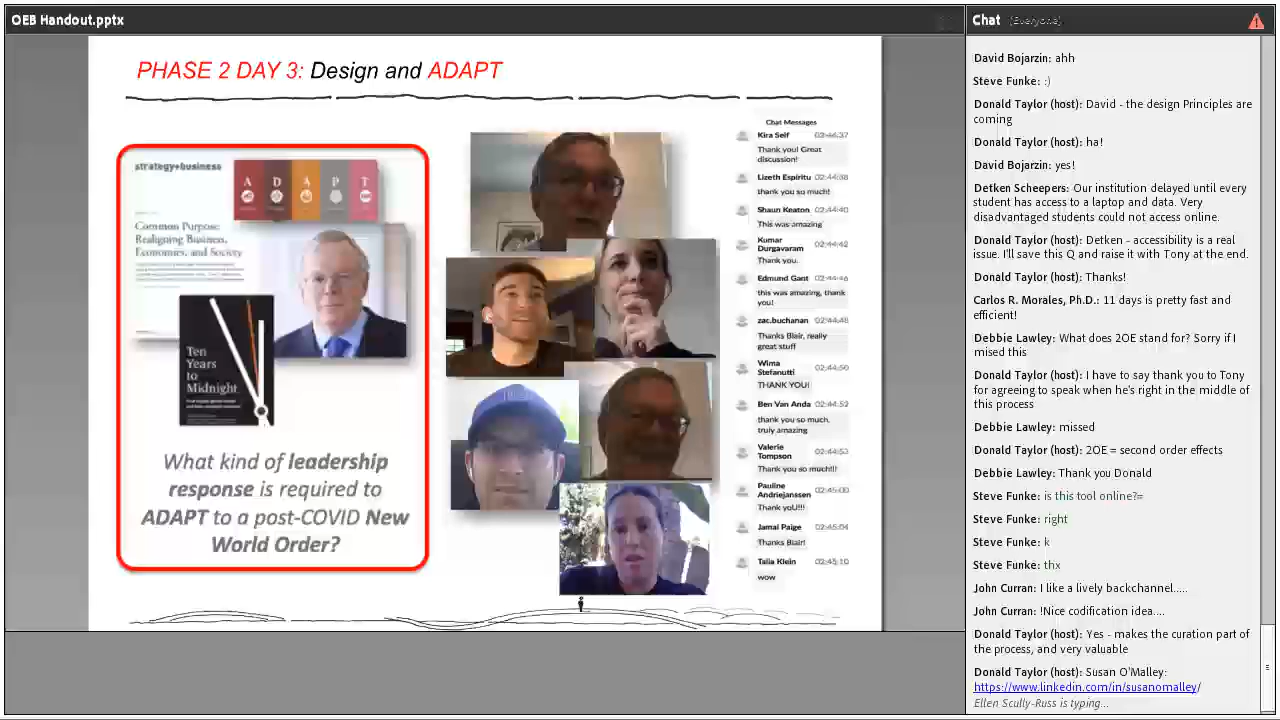 OEB Handout.pptx
PHASE 2 DAY 3: Design and ADAPT
strategy+business
A D A P T
Common Purpose:
Realigning Business,
Economies, and Society
Ten
Years
to
Midnight
What kind of leadership
response is required to
ADAPT to a post-COVID New
World Order?
Chat Messages
Kira Self 02:44:37
Thank you! Great
discussion!
Lizeth Espiritu 02:44:38
thank you so much!
Shaun Keaton 02:44:40
This was amazing
Kumar
Durgavaram 02:44:42
Thank you.
Edmund Gant 02:44:46
this was amazing, thank
you!
zac.buchanan 02:44:48
Thanks Blair, really
great stuff
Wima
Stefanutti 02:44:50
THANK YOU!
Ben Van Anda 02:44:52
thank you so much,
truly amazing
Valerie
Tompson 02:44:53
Thank you so much!!!
Pauline
Andriejanssen 02:45:00
Thank yoU!!
Jamal Paige 02:45:04
Thanks Blair!
Talia Klein 02:45:10
wow
Chat (Everyone)
David Bojarzin: ahh
Steve Funke: :)
Donald Taylor (host): David - the design Principles are
coming
Donald Taylor (host): ha!
David Bojarzin: yes!
Detken Scheepers: Our institution delayed until every
student has access to a laptop and data. Very
disadvantaged students could not access online.
Donald Taylor (host): Detken - accessibility is a real
issue. I'll save this Q and raise it with Tony at the end.
Donald Taylor (host): Thanks!
Carlos R. Morales, Ph.D.: 11 days is pretty fast and
efficient!
Debbie Lawley: What does 2OE stand for? Sorry if I
mised this
Donald Taylor (host): I have to say thank you to Tony
for agreeing to speak when he's right in the middle of
this process
Debbie Lawley: missed
Donald Taylor (host): 2OE = second order effects
Debbie Lawley: Thank you Donald
Steve Funke: is this tool online?=
Steve Funke: right
Steve Funke: k
Steve Funke: thx
John Curran: I like a lively backchannel.....
John Curran: !Nice codification idea....
Donald Taylor (host): Yes - makes the curation part of
the process, and very valuable
Donald Taylor (host): Susan O'Malley:
https://www.linkedin.com/in/susanomalley/
Ellen Scully-Russ is typing...